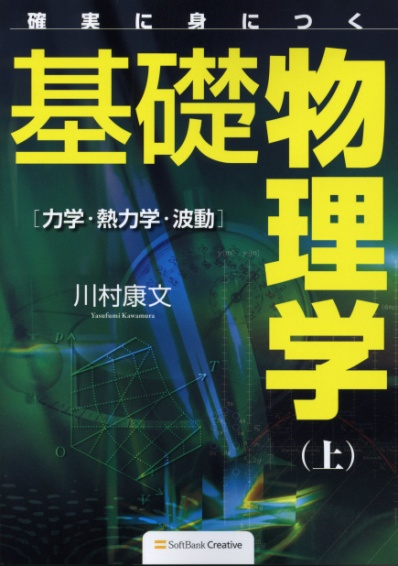 確実に身につく
基礎物理学
(上)
[力学・熱力学・波動]
川村康文
Yasufumi Kawamura
p
T
SoftBank Creative